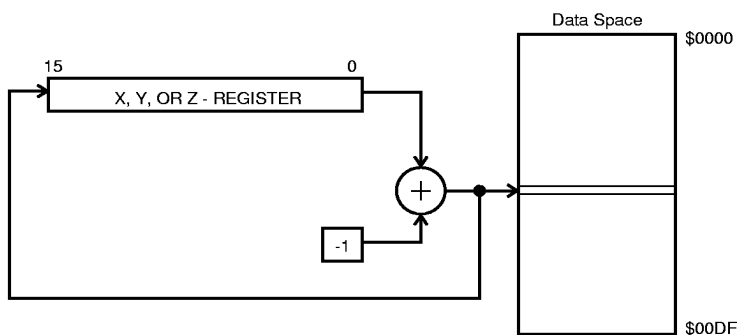 Data Space
$0000
15
0
X, Y, OR Z - REGISTER
+
-1
$00DF